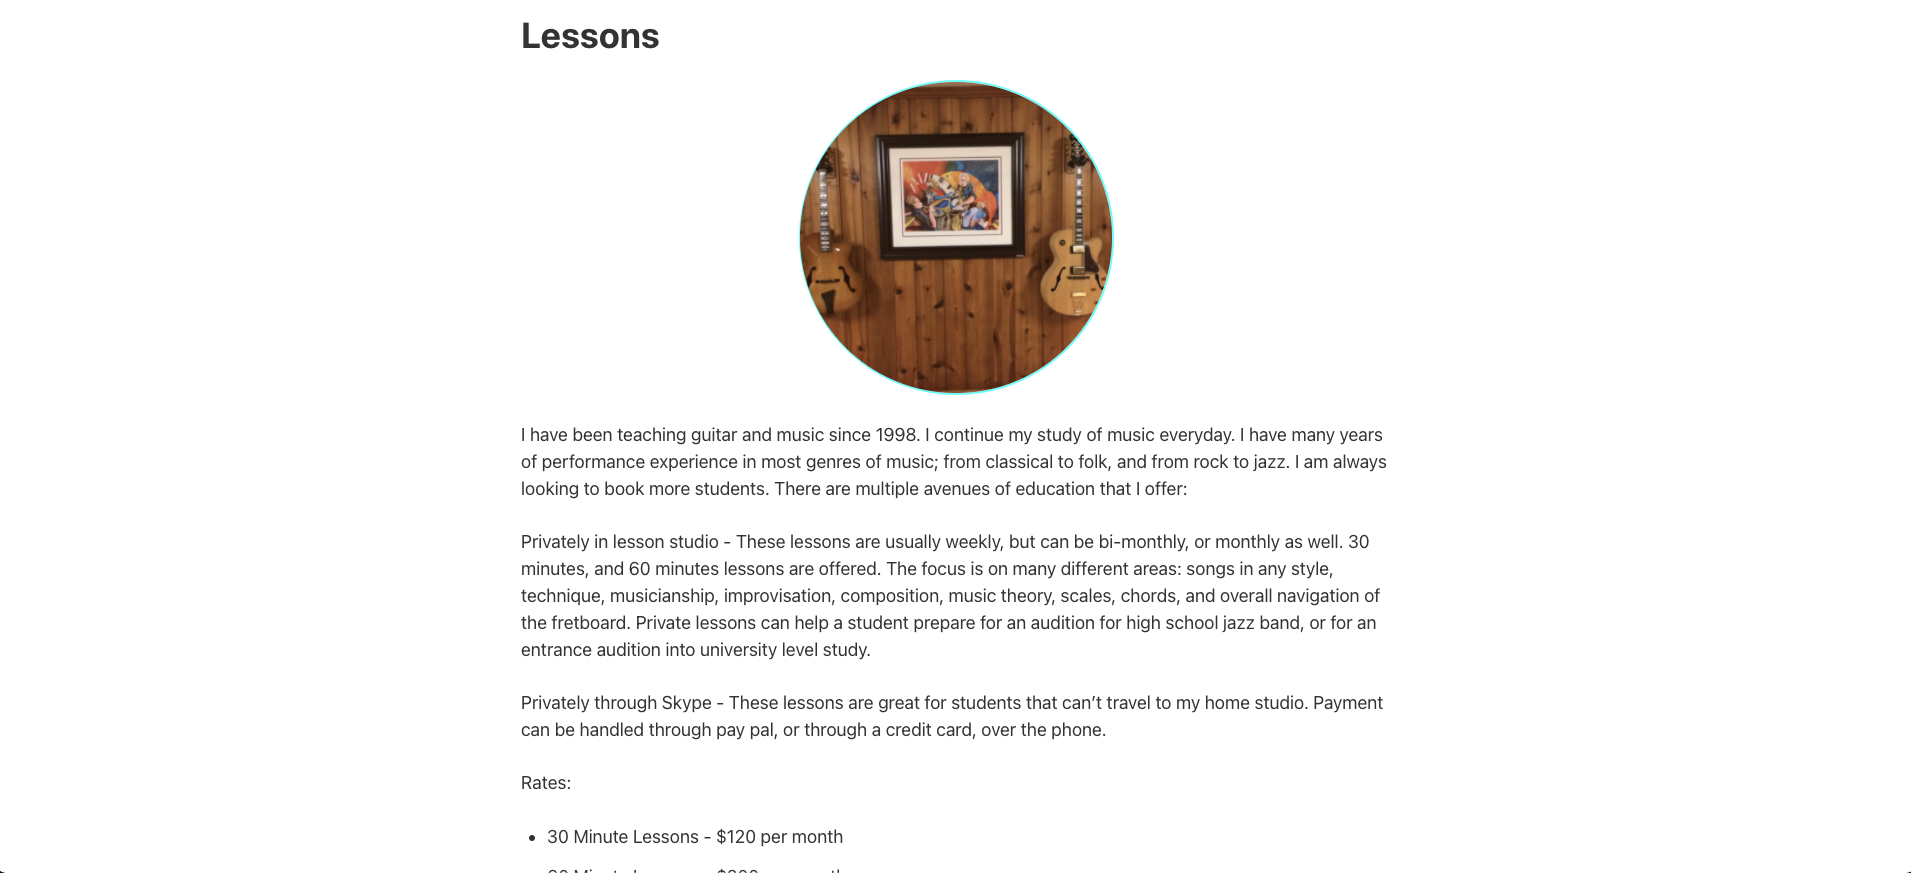 Lessons
I have been teaching guitar and music since 1998. I continue my study of music everyday. I have many years
of performance experience in most genres of music; from classical to folk, and from rock to jazz. I am always
looking to book more students. There are multiple avenues of education that I offer:
Privately in lesson studio - These lessons are usually weekly, but can be bi-monthly, or monthly as well. 30
minutes, and 60 minutes lessons are offered. The focus is on many different areas: songs in any style,
technique, musicianship, improvisation, composition, music theory, scales, chords, and overall navigation of
the fretboard. Private lessons can help a student prepare for an audition for high school jazz band, or for an
entrance audition into university level study.
Privately through Skype - These lessons are great for students that can’t travel to my home studio. Payment
can be handled through pay pal, or through a credit card, over the phone.
Rates:
• 30 Minute Lessons - $120 per month